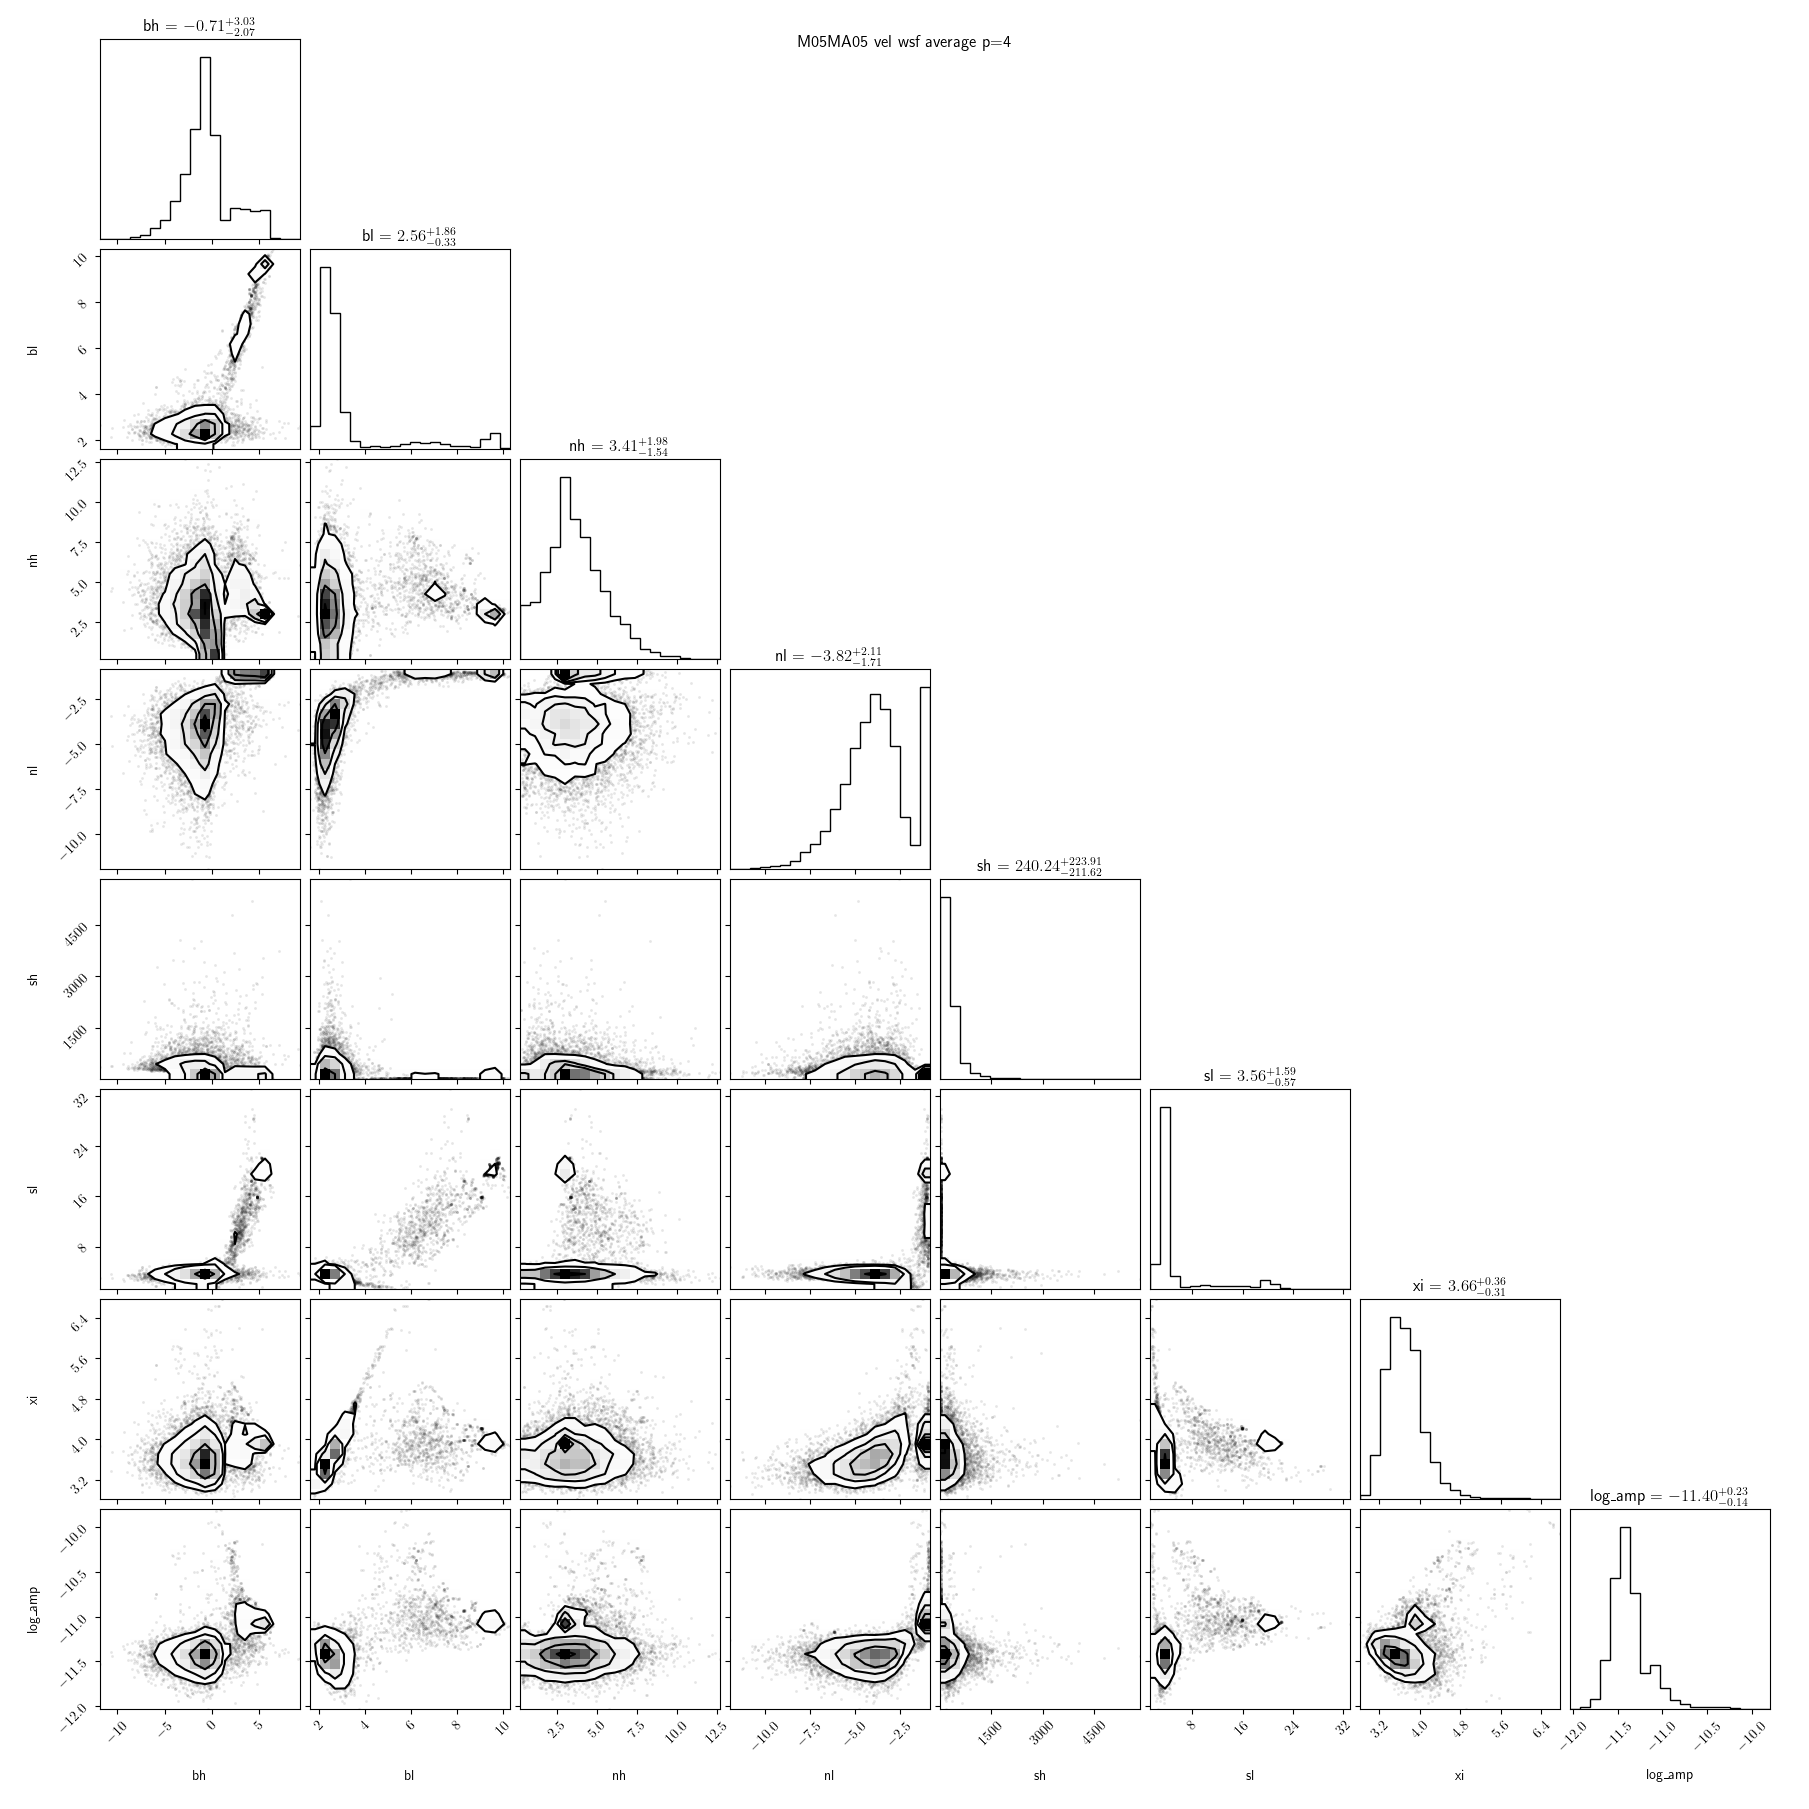 M05MA05 vel wsf average p=4
bh = −0.71+3.03−2.07
bl = 2.56+1.86−0.33
bl
10
8
6
4
2
nh = 3.41+1.98−1.54
nh
12.5
10.0
7.5
5.0
2.5
nl = −3.82+2.11−1.71
nl
−2.5
−5.0
−7.5
−10.0
sh = 240.24+223.91−211.62
sh
4500
3000
1500
sl = 3.56+1.59−0.57
sl
32
24
16
8
xi = 3.66+0.36−0.31
xi
6.4
5.6
4.8
4.0
3.2
log_amp = −11.40+0.23−0.14
log_amp
−10.0
−10.5
−11.0
−11.5
−12.0
−10 −5 0 5 2 4 6 8 10 2.5 5.0 7.5 10.0 12.5 −10.0 −7.5 −5.0 −2.5 1500 3000 4500 8 16 24 32 3.2 4.0 4.8 5.6 6.4 −12.0 −11.5 −11.0 −10.5 −10.0
bh bl nh nl sh sl xi log_amp